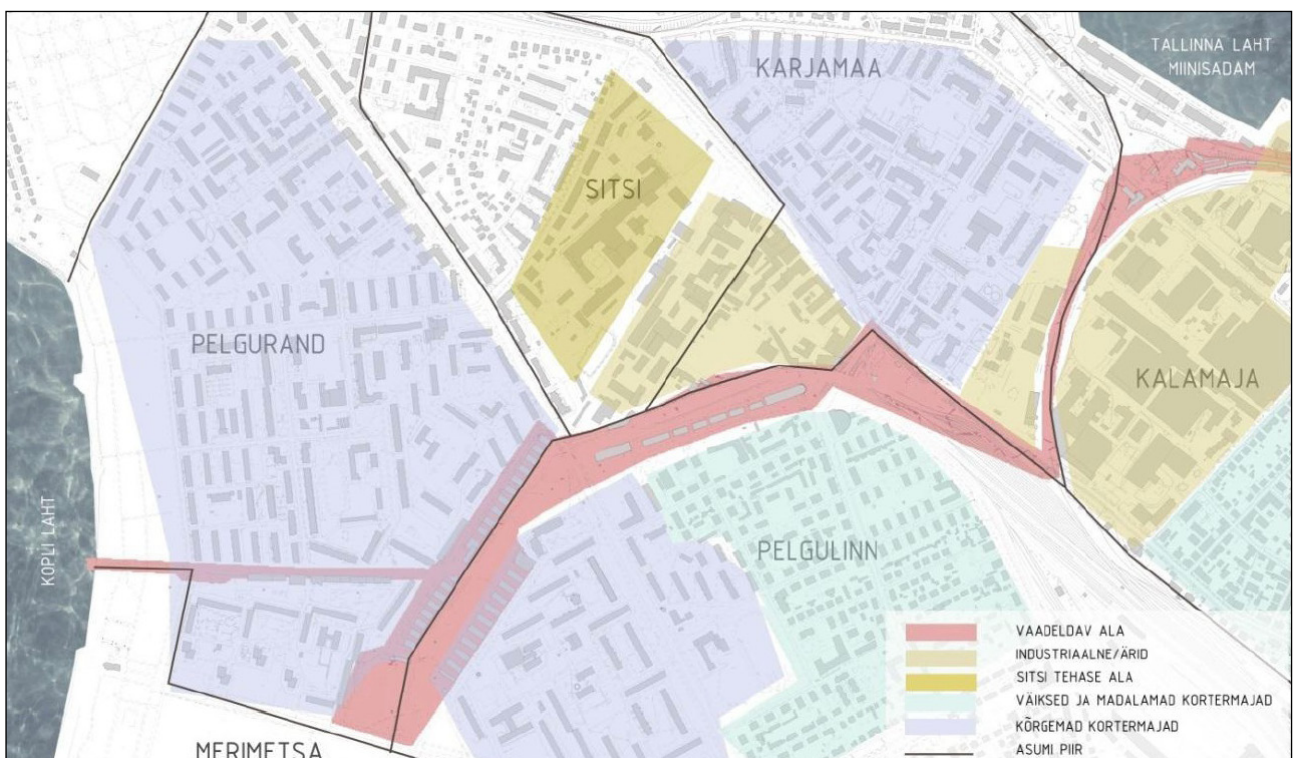 TALLINNA LAHT
MIINISADAM
KARJAMAA
SITSI
PELGURAND
KALAMAJA
KOPLI LAHT
PELGULINN
MERIMETSA
VAADELDAV ALA
INDUSTRIAALNE/ÄRID
SITSI TEHASE ALA
VÄIKSED JA MADALAMAD KORTERMAJAD
KÕRGEMAD KORTERMAJAD
ASUMI PIIR